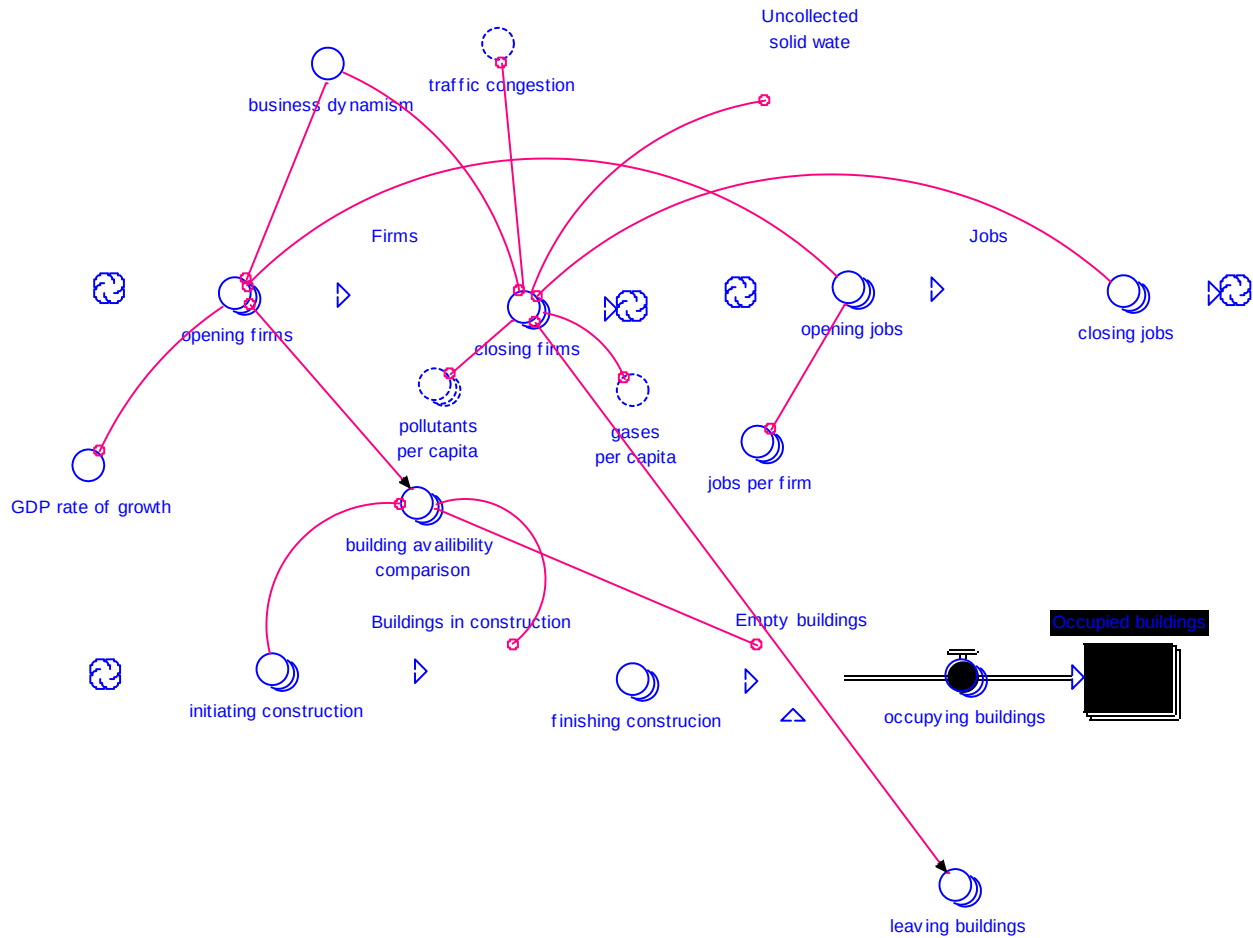 Uncollected
solid wate
traffic congestion
business dynamism
Firms
Jobs
opening firms
closing firms
opening jobs
closing jobs
pollutants
per capita
gases
per capita
jobs per firm
GDP rate of growth
building availibility
comparison
Buildings in construction
Empty buildings
Occupied buildings
initiating construction
finishing construcion
occupying buildings
leaving buildings